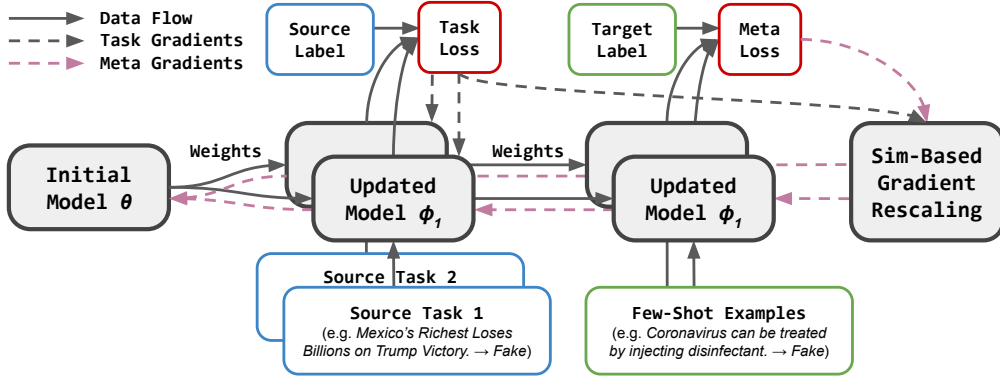 Data Flow
Task Gradients
Meta Gradients
Source
Label
Task
Loss
Target
Label
Meta
Loss
Weights
Weights
Initial
Model θ
Updated
Model ϕ1
Updated
Model ϕ1
Sim-Based
Gradient
Rescaling
Source Task 2
Source Task 1
(e.g. Mexico's Richest Loses
Billions on Trump Victory. → Fake)
Few-Shot Examples
(e.g. Coronavirus can be treated
by injecting disinfectant. → Fake)